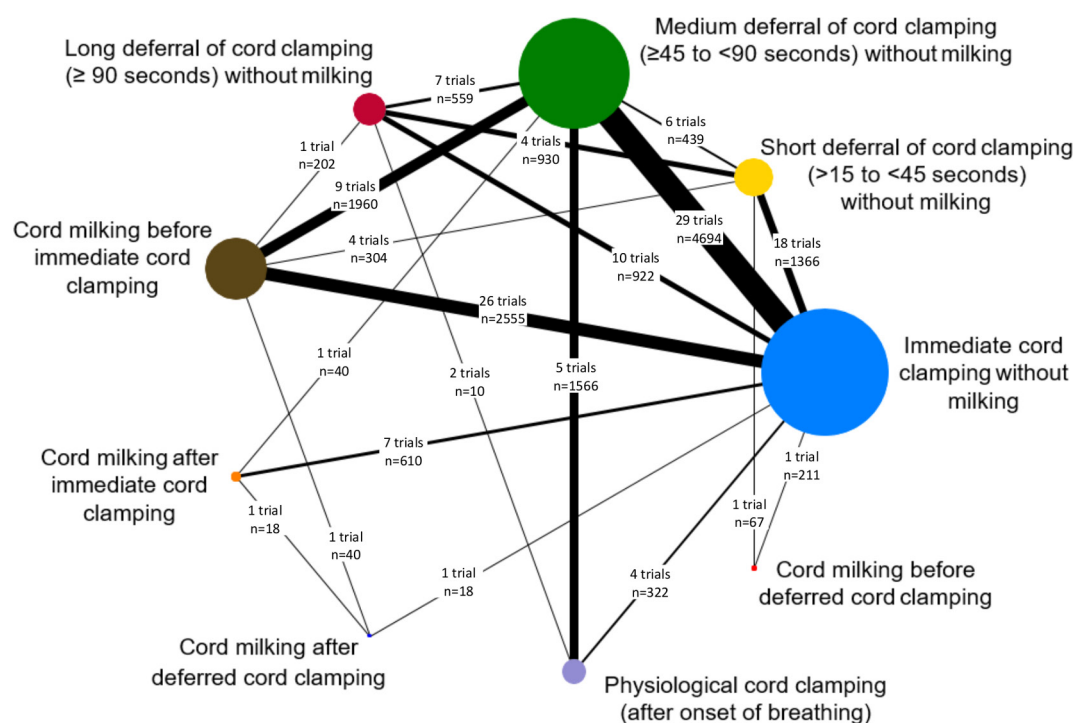 Long deferral of cord clamping
(≥ 90 seconds) without milking
Medium deferral of cord clamping
(≥45 to <90 seconds) without milking
7 trials
n=559
6 trials
n=439
4 trials
n=930
Short deferral of cord clamping
(>15 to <45 seconds)
without milking
1 trial
n=202
9 trials
n=1960
29 trials
n=4694
18 trials
n=1366
Cord milking before
immediate cord
clamping
4 trials
n=304
10 trials
n=922
26 trials
n=2555
Immediate cord
clamping without
milking
1 trial
n=40
2 trials
n=10
5 trials
n=1566
7 trials
n=610
1 trial
n=211
Cord milking after
immediate cord
clamping
1 trial
n=18
1 trial
n=67
1 trial
n=40
1 trial
n=18
4 trials
n=322
Cord milking before
deferred cord clamping
Cord milking after
deferred cord clamping
Physiological cord clamping
(after onset of breathing)